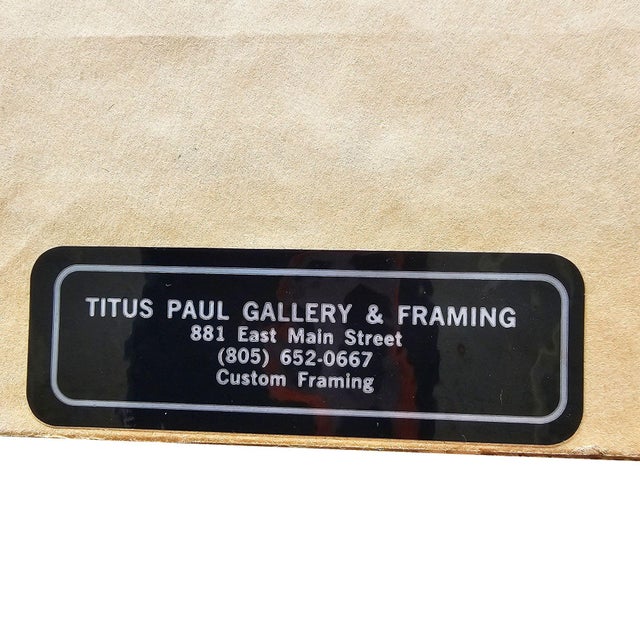 TITUS PAUL GALLERY & FRAMING
881 East Main Street
(805) 652-0667
Custom Framing